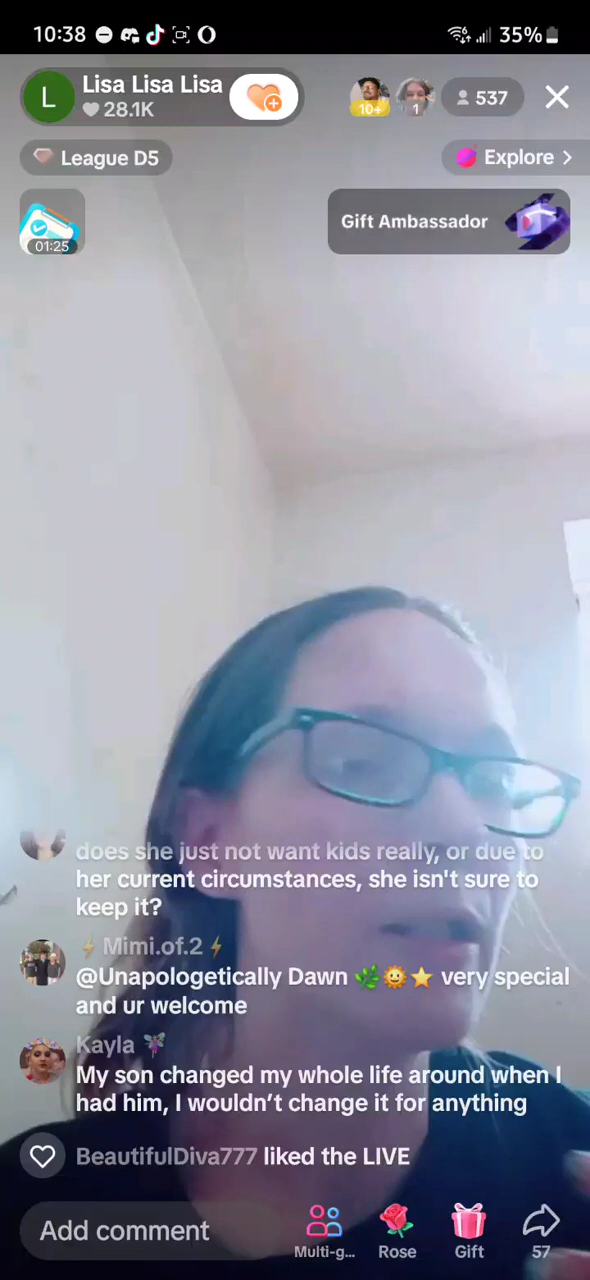 10:38
35%
L
Lisa Lisa Lisa
28.1K
10+
1
537
League D5
Explore >
01:25
Gift Ambassador
does she just not want kids really, or due to
her current circumstances, she isn't sure to
keep it?
⚡ Mimi.of.2 ⚡
@Unapologetically Dawn 🌿🌞⭐ very special
and ur welcome
Kayla 🧚
My son changed my whole life around when I
had him, I wouldn't change it for anything
BeautifulDiva777 liked the LIVE
Add comment
Multi-g...
Rose
Gift
57